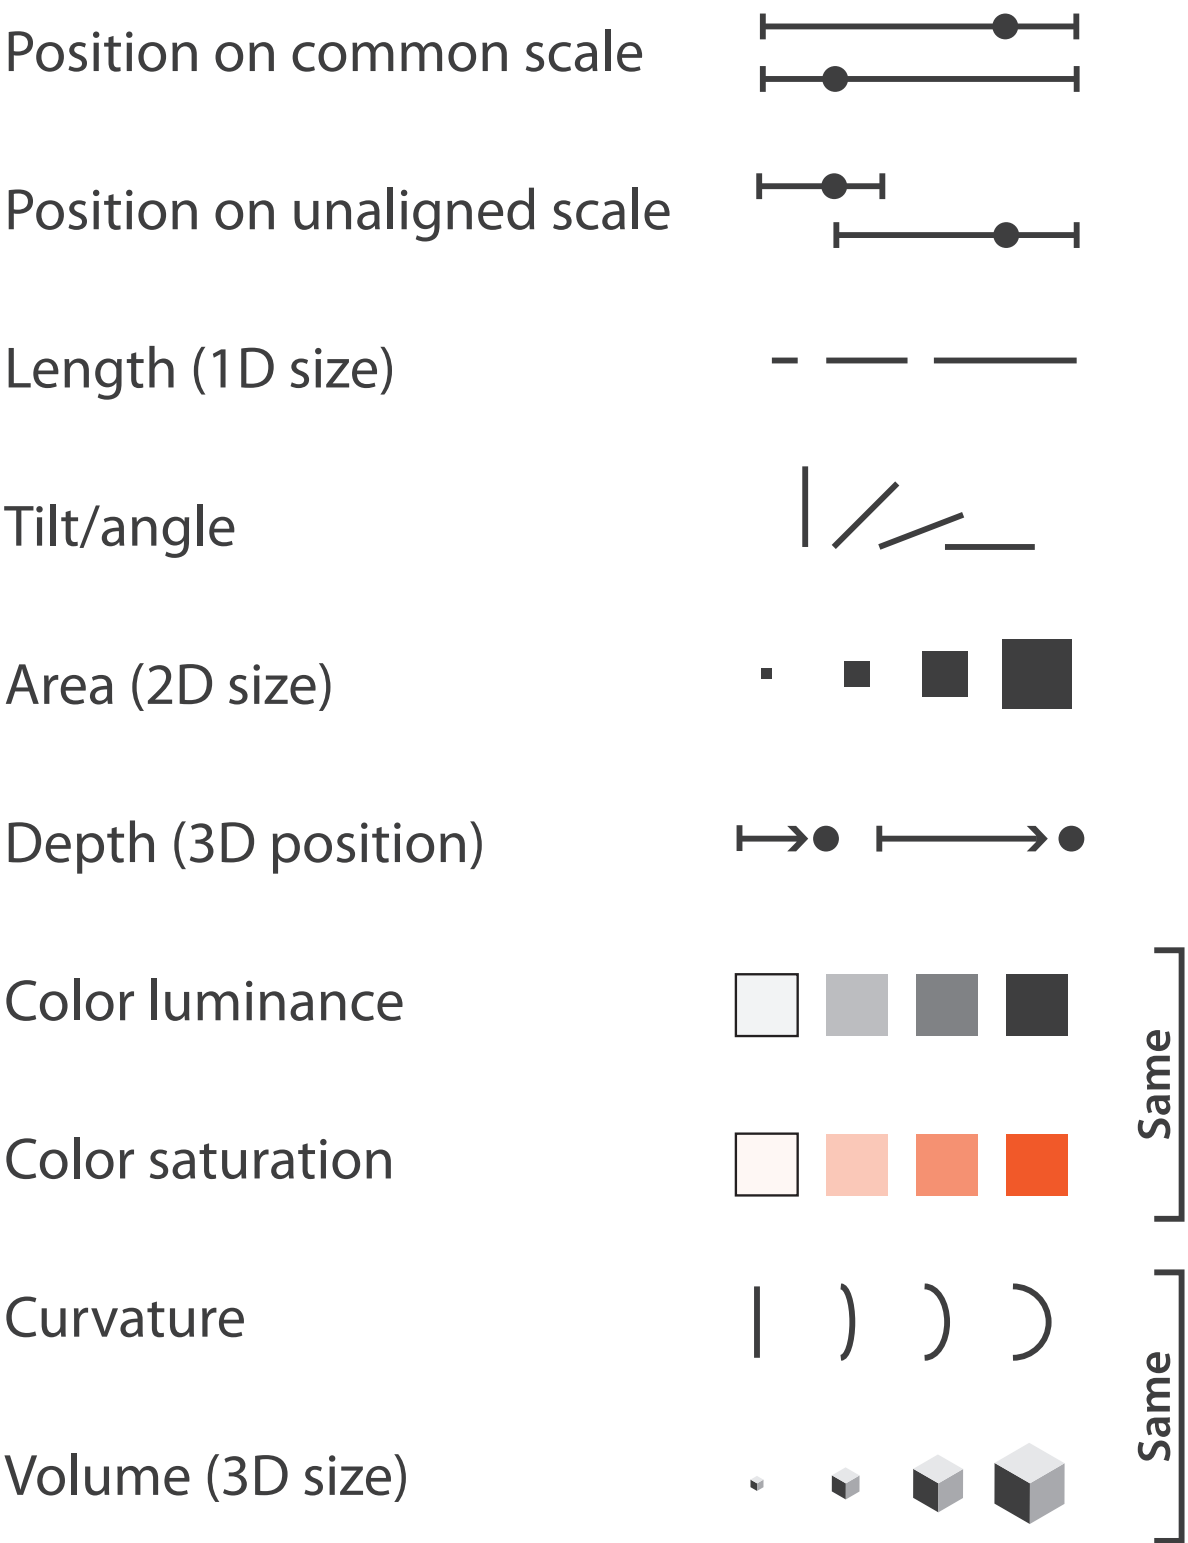 Position on common scale
Position on unaligned scale
Length (1D size)
Tilt/angle
Area (2D size)
Depth (3D position)
Color luminance
Color saturation
Same
Curvature
Volume (3D size)
Same